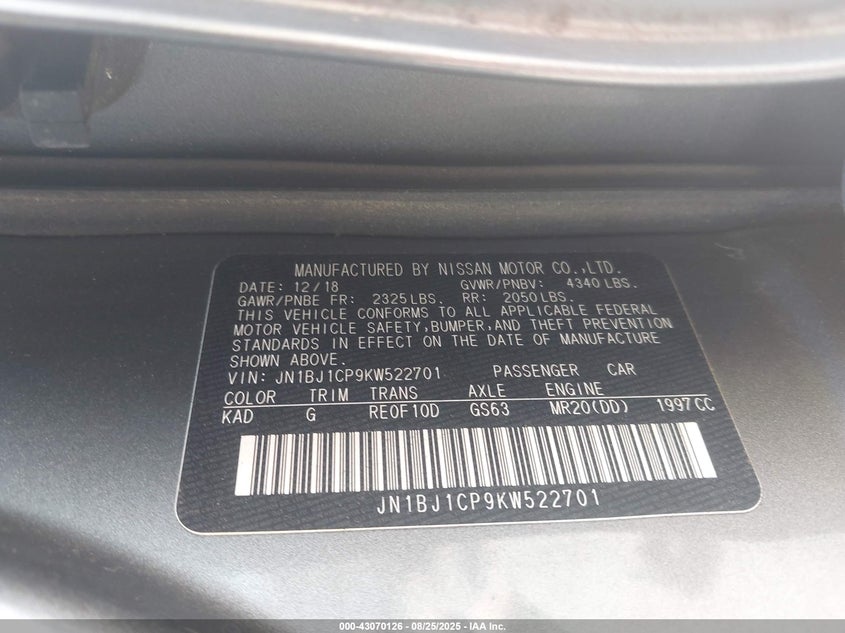 MANUFACTURED BY NISSAN MOTOR CO.,LTD.
DATE: 12/18 GVWR/PNBV: 4340 LBS.
GAWR/PNBE FR: 2325 LBS. RR: 2050 LBS.
THIS VEHICLE CONFORMS TO ALL APPLICABLE FEDERAL
MOTOR VEHICLE SAFETY,BUMPER,AND THEFT PREVENTION
STANDARDS IN EFFECT ON THE DATE OF MANUFACTURE
SHOWN ABOVE.
VIN: JN1BJ1CP9KW522701 PASSENGER CAR
COLOR TRIM TRANS AXLE ENGINE
KAD G RE0F10D GS63 MR20(DD) 1997CC
JN1BJ1CP9KW522701
000-43070126 - 08/25/2025 - IAA Inc.